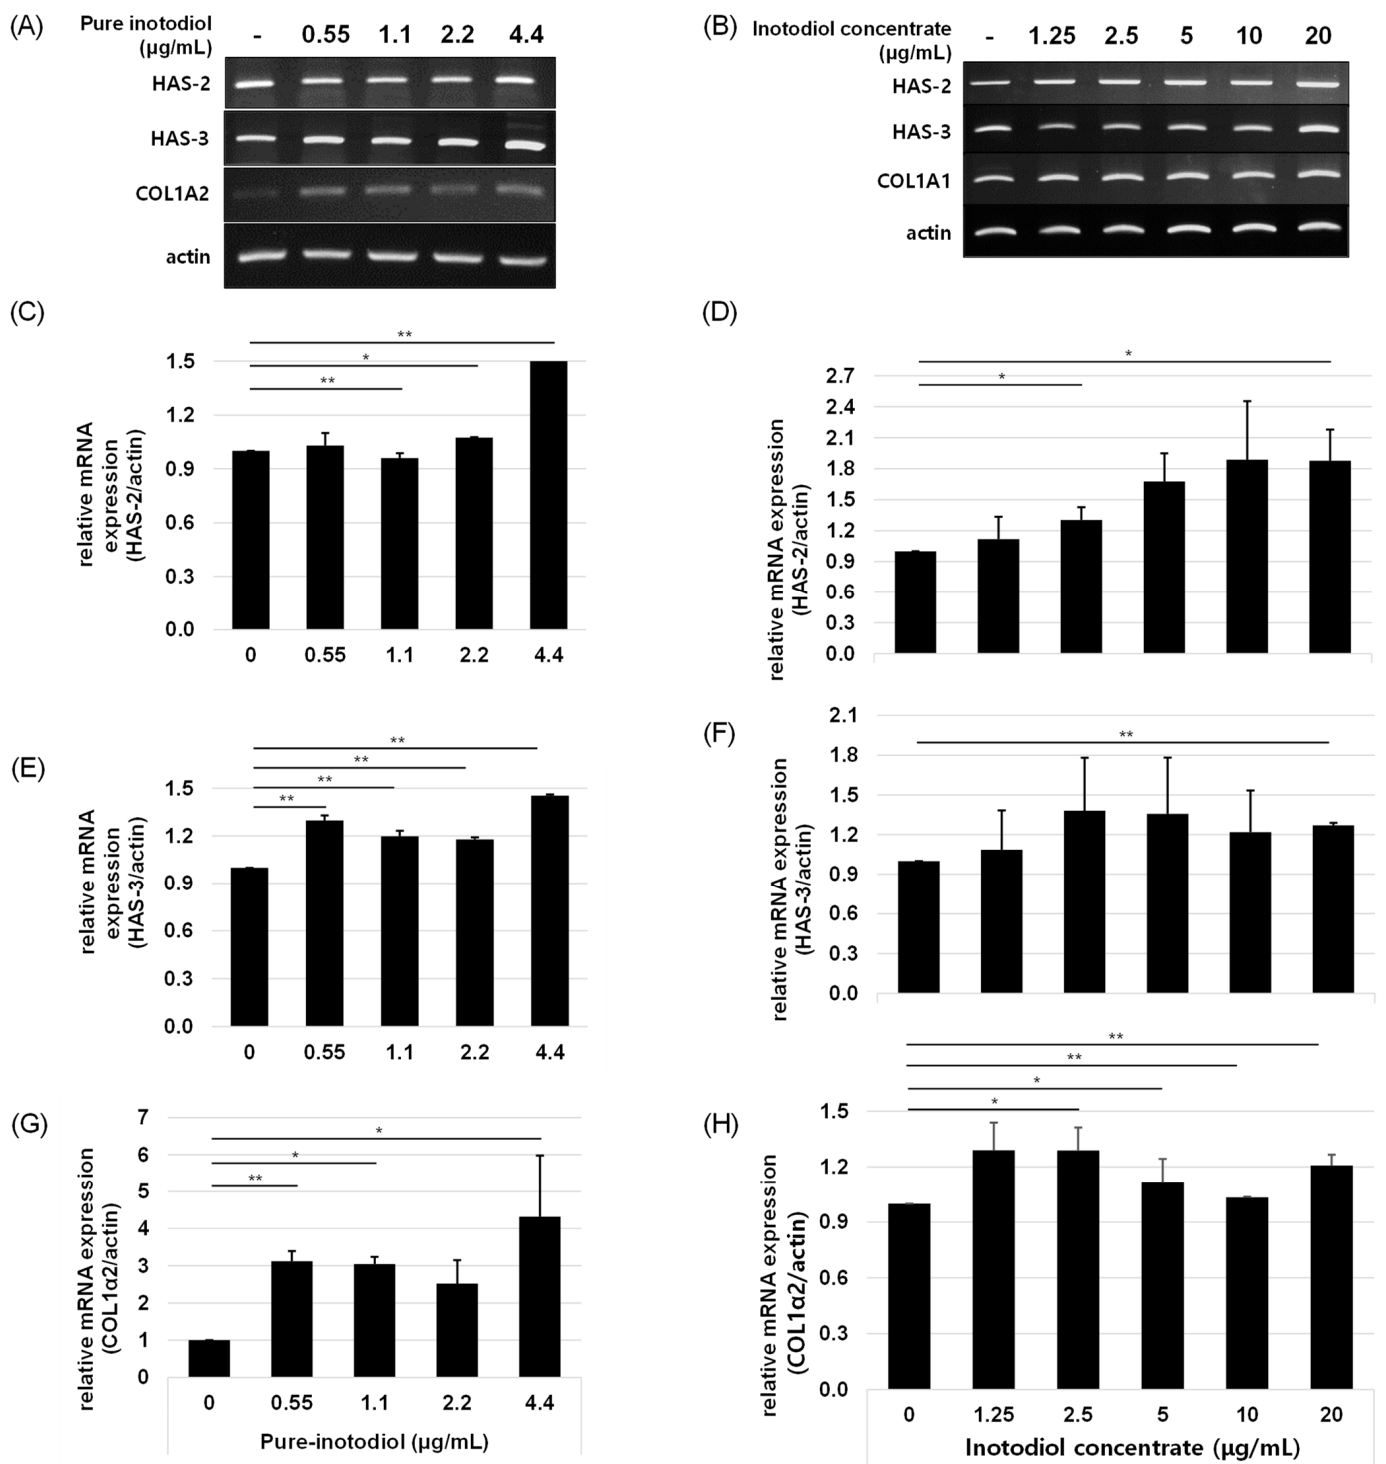 (A)
Pure inotodiol
(μg/mL)
- 0.55 1.1 2.2 4.4
HAS-2
HAS-3
COL1A2
actin
(B)
Inotodiol concentrate
(μg/mL)
- 1.25 2.5 5 10 20
HAS-2
HAS-3
COL1A1
actin
(C)
relative mRNA
expression
(HAS-2/actin)
**
*
**
1.5
1.2
0.9
0.6
0.3
0.0
0 0.55 1.1 2.2 4.4
(D)
relative mRNA expression
(HAS-2/actin)
*
*
2.7
2.4
2.1
1.8
1.5
1.2
0.9
0.6
0.3
0.0
(E)
relative mRNA
expression
(HAS-3/actin)
**
**
**
**
1.5
1.2
0.9
0.6
0.3
0.0
0 0.55 1.1 2.2 4.4
(F)
relative mRNA expression
(HAS-3/actin)
**
2.1
1.8
1.5
1.2
0.9
0.6
0.3
0.0
(G)
relative mRNA expression
(COL1α2/actin)
*
*
**
7
6
5
4
3
2
1
0
0 0.55 1.1 2.2 4.4
Pure-inotodiol (μg/mL)
(H)
relative mRNA expression
(COL1α2/actin)
**
**
*
*
1.5
1.2
0.9
0.6
0.3
0.0
0 1.25 2.5 5 10 20
Inotodiol concentrate (μg/mL)